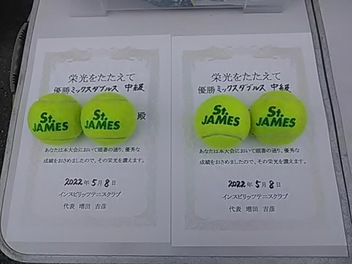 栄光をたたえて
優勝 ミックスダブルス 中級
St. JAMES
St. JAMES
殿
あなたは本大会において頭書の通り、優秀な
成績をおさめましたので、その栄光を讃えます。
2022年5月8日
インスピリッツテニスクラブ
代表 増田 吉彦
栄光をたたえて
優勝 ミックスダブルス 中級
St. JAMES
St. JAMES
あなたは本大会において頭書の通り、優秀な
成績をおさめましたので、その栄光を讃えます。
2022年5月8日
インスピリッツテニスクラブ
代表 増田 吉彦